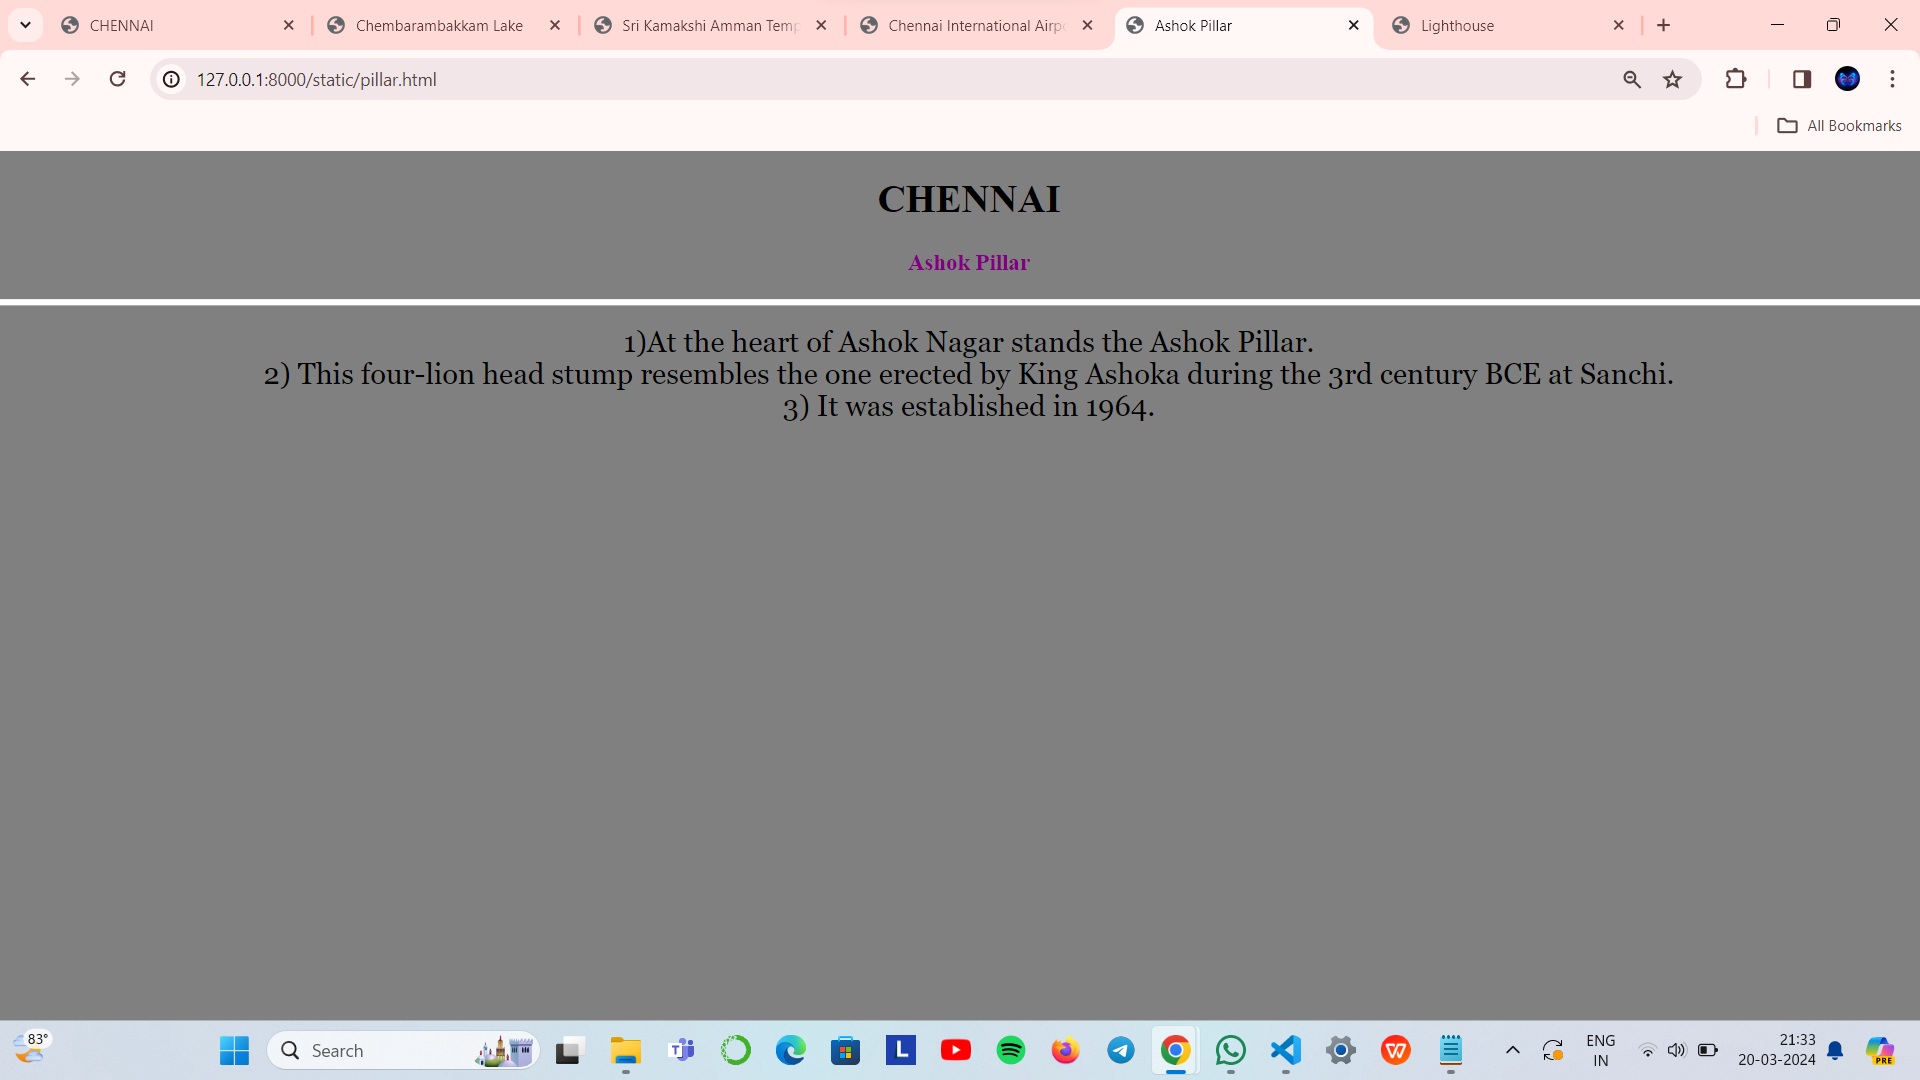 CHENNAI
Chembarambakkam Lake
Sri Kamakshi Amman Temp
Chennai International Airpo
Ashok Pillar
Lighthouse
127.0.0.1:8000/static/pillar.html
All Bookmarks
CHENNAI
Ashok Pillar
1)At the heart of Ashok Nagar stands the Ashok Pillar.
2) This four-lion head stump resembles the one erected by King Ashoka during the 3rd century BCE at Sanchi.
3) It was established in 1964.
83°
Search
L
W
ENG
IN
21:33
20-03-2024
PRE